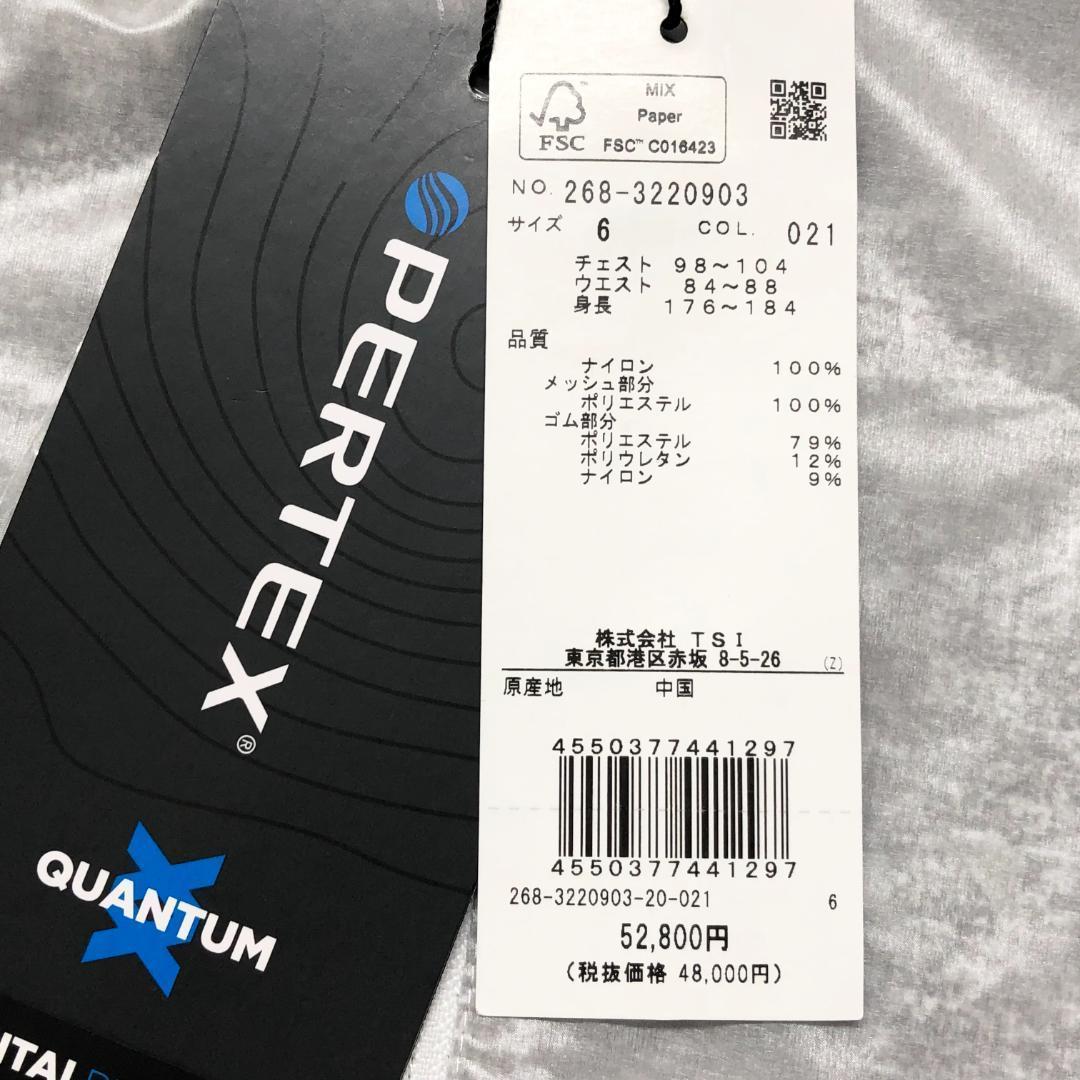 PERTEX®
QUANTUM
X
ITAL
FSC™
MIX
Paper
FSC™ C016423
NO. 268-3220903
サイズ 6 COL. 021
チェスト 98～104
ウエスト 84～88
身長 176～184
品質
ナイロン 100%
メッシュ部分
ポリエステル 100%
ゴム部分
ポリエステル 79%
ポリウレタン 12%
ナイロン 9%
株式会社 TSI
東京都港区赤坂 8-5-26 (Z)
原産地 中国
4550377441297
4550377441297
268-3220903-20-021 6
52,800円
(税抜価格 48,000円)